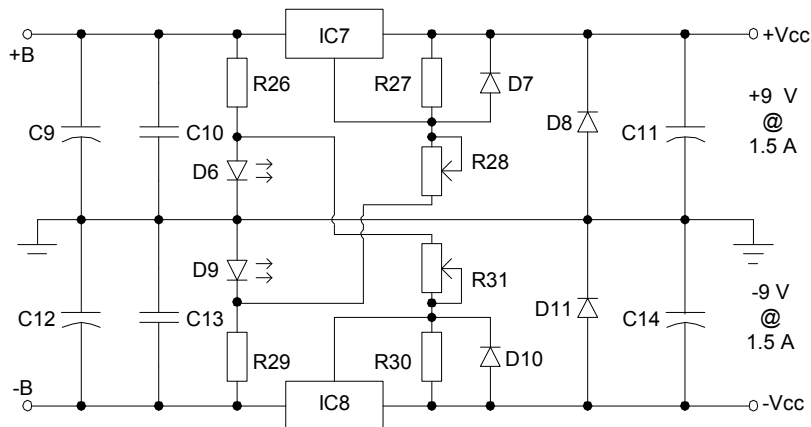 IC7
+B
+Vcc
R26
R27
D7
+9 V
@
1.5 A
C9
C10
D8
C11
D6
R28
D9
R31
C12
C13
D11
C14
-9 V
@
1.5 A
R29
R30
D10
-B
IC8
-Vcc